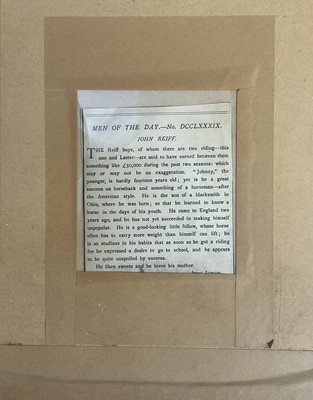 MEN OF THE DAY.—No. DCCLXXXIX.
JOHN REIFF.
THE Reiff boys, of whom there are two riding—this
one and Lester—are said to have earned between them
something like £30,000 during the past two seasons: which
may or may not be an exaggeration. "Johnny," the
younger, is hardly fourteen years old; yet is he a great
success on horseback and something of a horseman—after
the American style. He is the son of a blacksmith in
Ohio, where he was born; so that he learned to know a
horse in the days of his youth. He came to England two
years ago, and he has not yet succeeded in making himself
unpopular. He is a good-looking little fellow, whose horse
often has to carry more weight than himself can lift; he
is so studious in his habits that as soon as he got a riding
fee he expressed a desire to go to school, and he appears
to be quite unspoiled by success.
He likes sweets and he loves his mother.